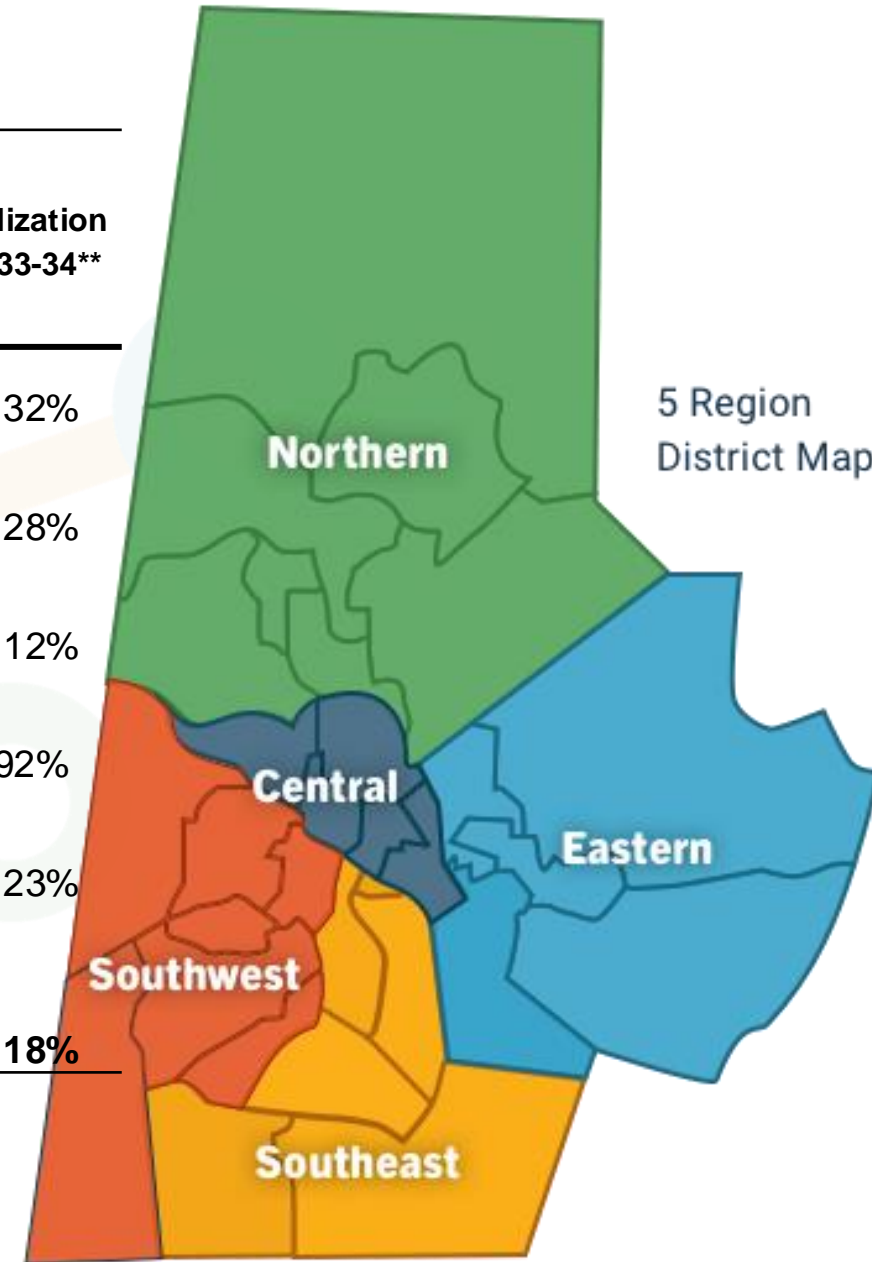 lization
33-34**
32%
28%
12%
92%
23%
18%
5 Region
District Map
Northern
Central
Eastern
Southwest
Southeast